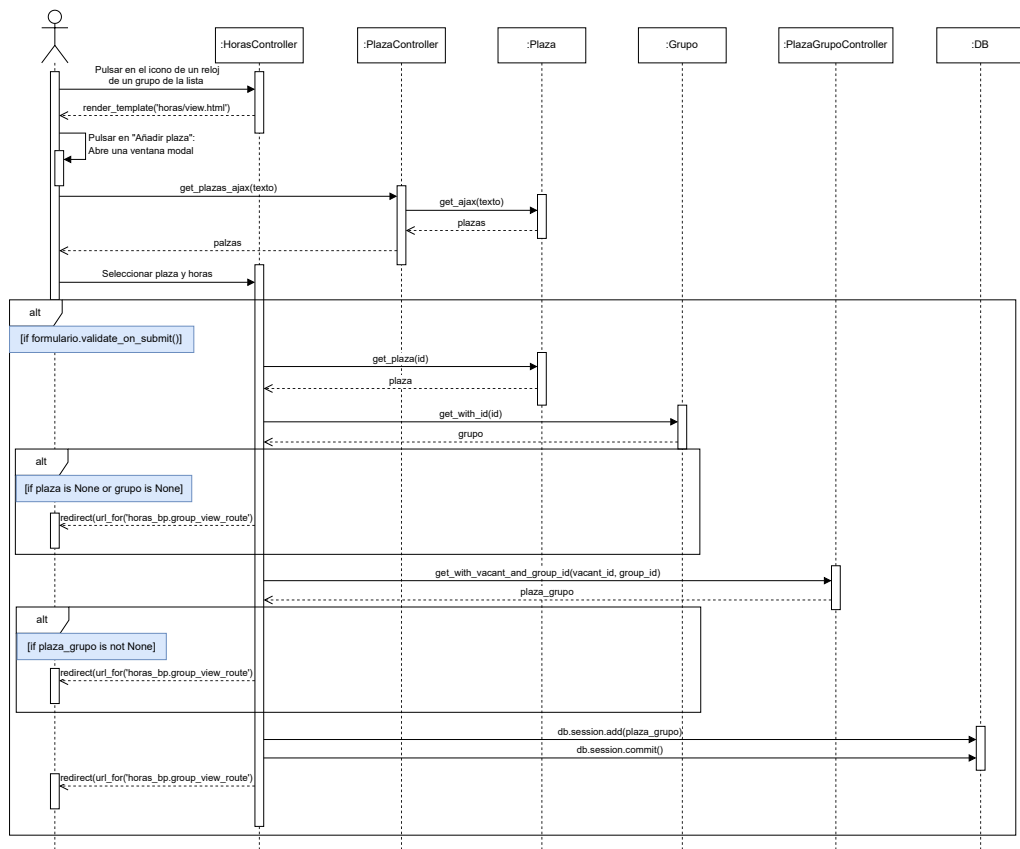 :HorasController
:PlazaController
:Plaza
:Grupo
:PlazaGrupoController
:DB
Pulsar en el icono de un reloj
de un grupo de la lista
render_template('horas/view.html')
Pulsar en "Añadir plaza":
Abre una ventana modal
get_plazas_ajax(texto)
get_ajax(texto)
plazas
palzas
Seleccionar plaza y horas
alt
[if formulario.validate_on_submit()]
get_plaza(id)
plaza
get_with_id(id)
grupo
alt
[if plaza is None or grupo is None]
redirect(url_for('horas_bp.group_view_route')
get_with_vacant_and_group_id(vacant_id, group_id)
plaza_grupo
alt
[if plaza_grupo is not None]
redirect(url_for('horas_bp.group_view_route')
db.session.add(plaza_grupo)
db.session.commit()
redirect(url_for('horas_bp.group_view_route')